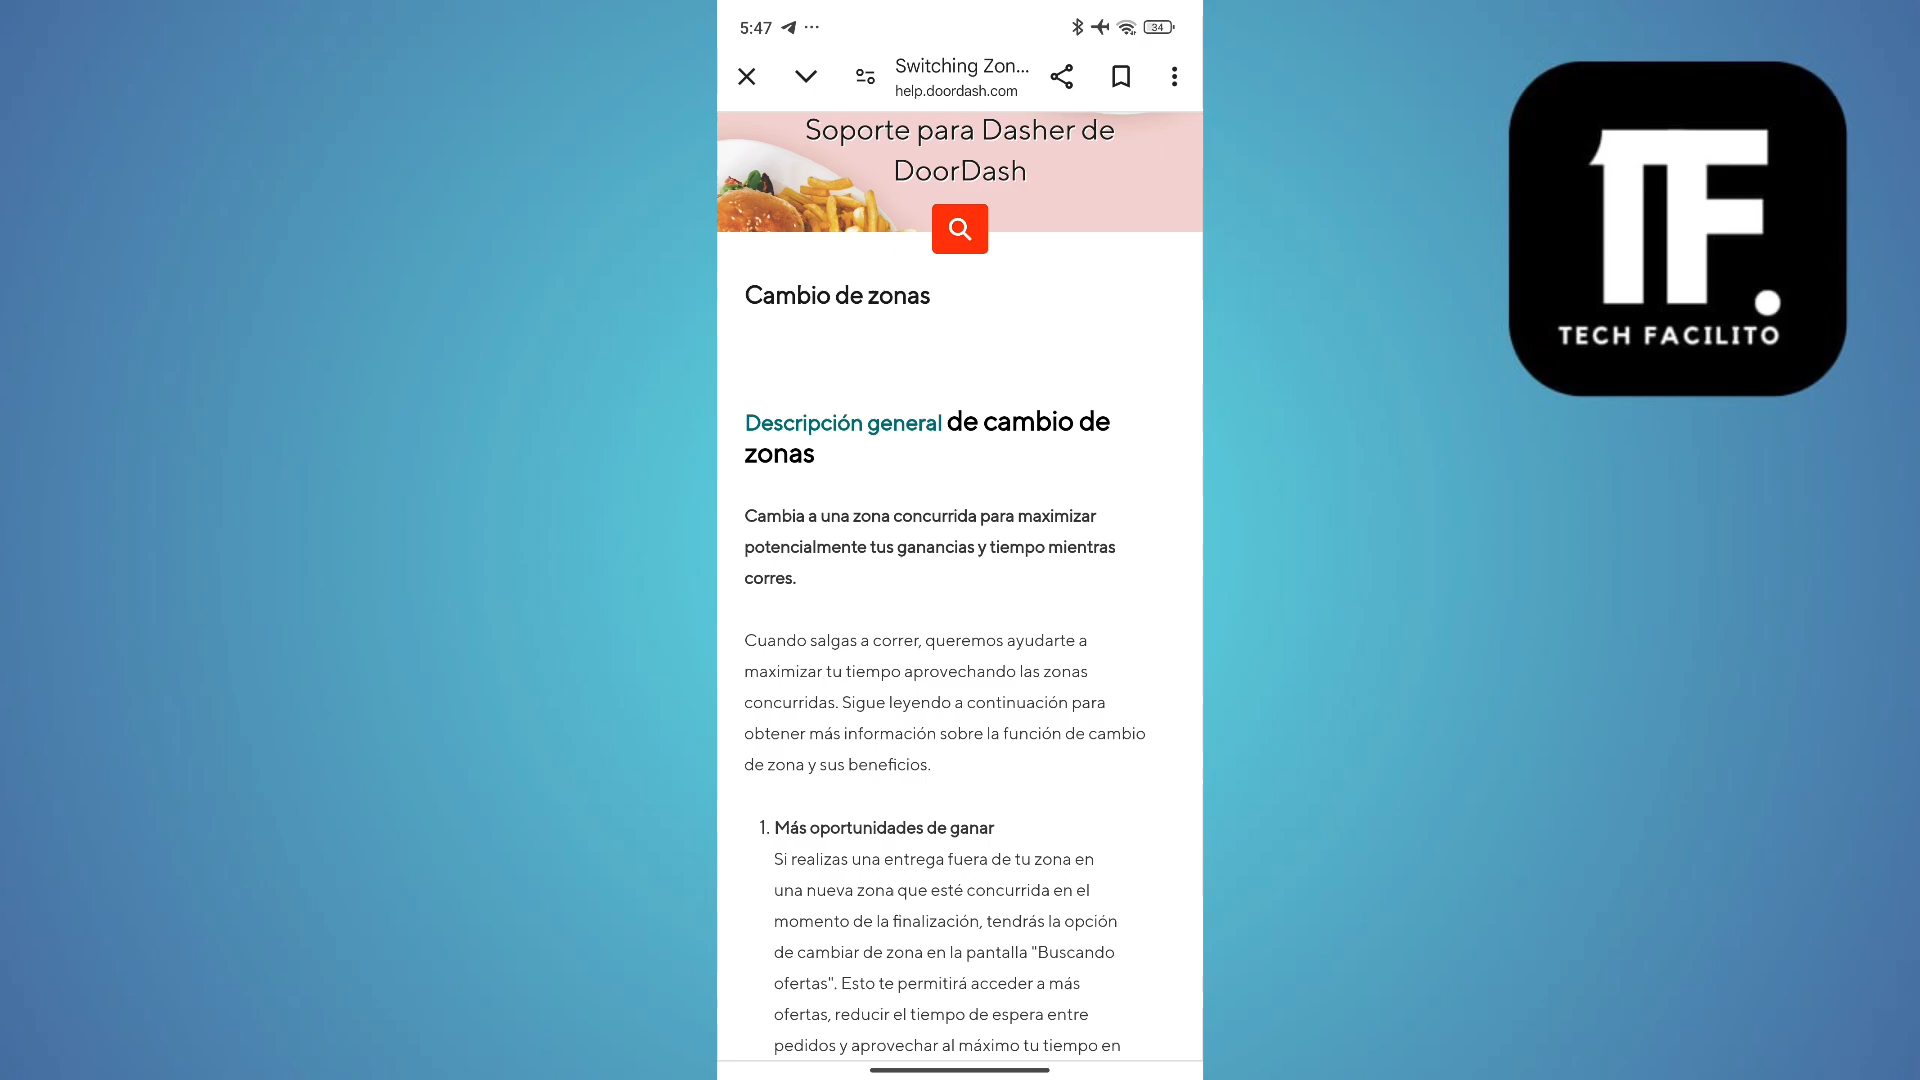 5:47
34
Switching Zon...
help.doordash.com
Soporte para Dasher de
DoorDash
Cambio de zonas
Descripción general de cambio de
zonas
Cambia a una zona concurrida para maximizar
potencialmente tus ganancias y tiempo mientras
corres.
Cuando salgas a correr, queremos ayudarte a
maximizar tu tiempo aprovechando las zonas
concurridas. Sigue leyendo a continuación para
obtener más información sobre la función de cambio
de zona y sus beneficios.
1. Más oportunidades de ganar
Si realizas una entrega fuera de tu zona en
una nueva zona que esté concurrida en el
momento de la finalización, tendrás la opción
de cambiar de zona en la pantalla "Buscando
ofertas". Esto te permitirá acceder a más
ofertas, reducir el tiempo de espera entre
pedidos y aprovechar al máximo tu tiempo en
TF.
TECH FACILITO